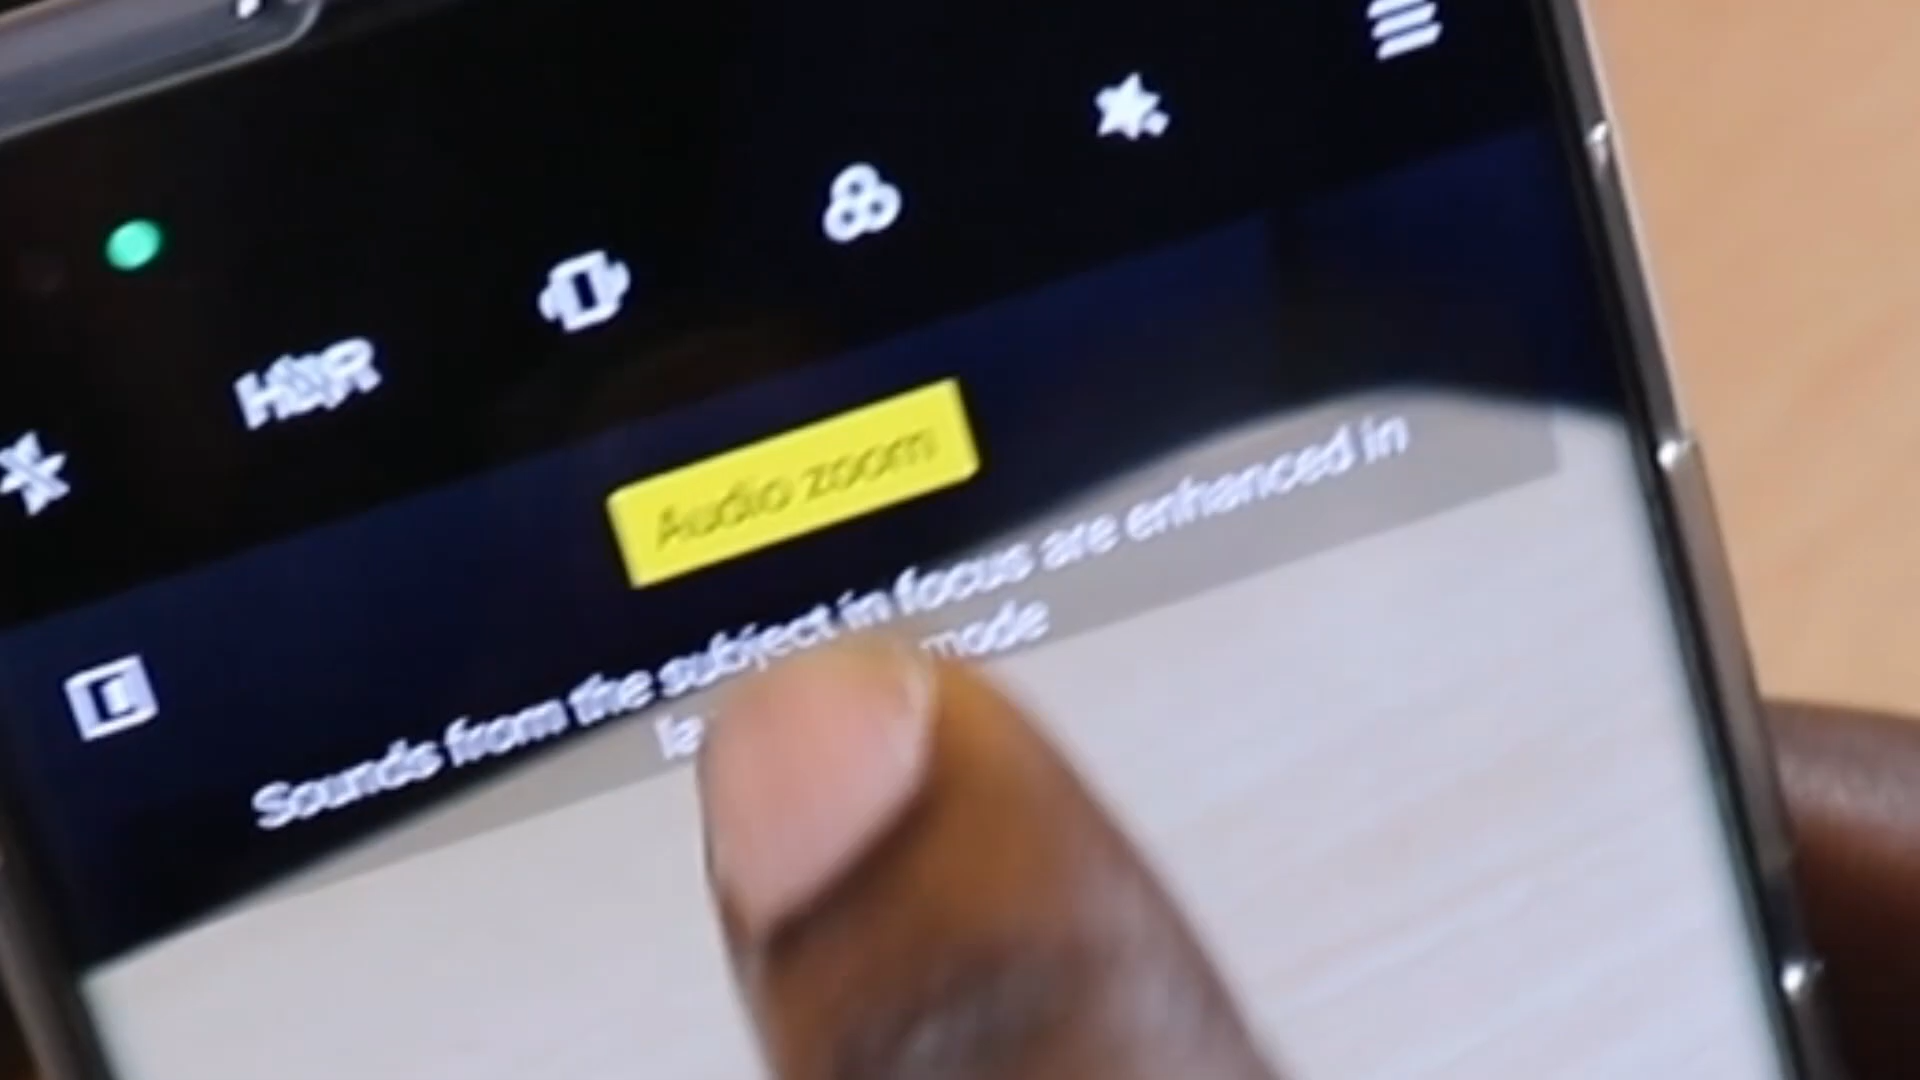 HDR
Audio zoom
Sounds from the subject in focus are enhanced in
mode